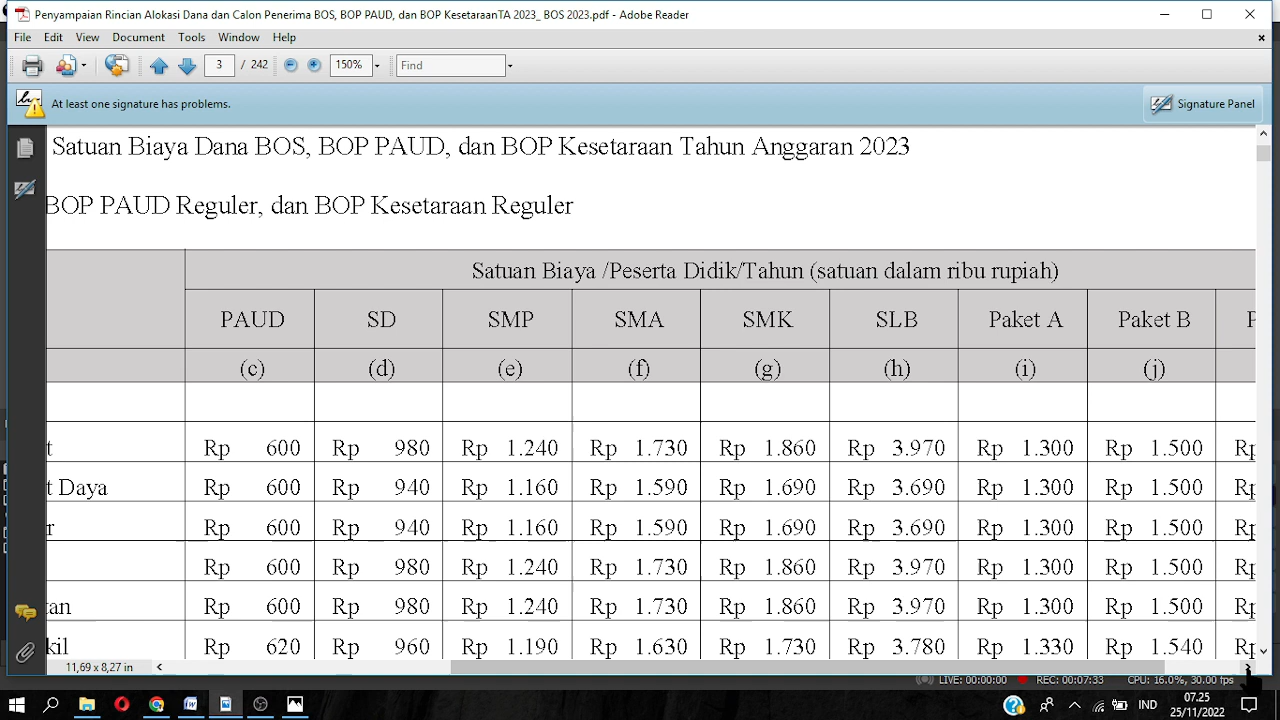 Penyampaian Rincian Alokasi Dana dan Calon Penerima BOS, BOP PAUD, dan BOP KesetaraanTA 2023_ BOS 2023.pdf - Adobe Reader
File Edit View Document Tools Window Help
3 / 242 150% Find
At least one signature has problems. Signature Panel
Satuan Biaya Dana BOS, BOP PAUD, dan BOP Kesetaraan Tahun Anggaran 2023
BOP PAUD Reguler, dan BOP Kesetaraan Reguler
Satuan Biaya /Peserta Didik/Tahun (satuan dalam ribu rupiah)
PAUD SD SMP SMA SMK SLB Paket A Paket B P
(c) (d) (e) (f) (g) (h) (i) (j)
t Rp 600 Rp 980 Rp 1.240 Rp 1.730 Rp 1.860 Rp 3.970 Rp 1.300 Rp 1.500 Rp
t Daya Rp 600 Rp 940 Rp 1.160 Rp 1.590 Rp 1.690 Rp 3.690 Rp 1.300 Rp 1.500 Rp
r Rp 600 Rp 940 Rp 1.160 Rp 1.590 Rp 1.690 Rp 3.690 Rp 1.300 Rp 1.500 Rp
Rp 600 Rp 980 Rp 1.240 Rp 1.730 Rp 1.860 Rp 3.970 Rp 1.300 Rp 1.500 Rp
tan Rp 600 Rp 980 Rp 1.240 Rp 1.730 Rp 1.860 Rp 3.970 Rp 1.300 Rp 1.500 Rp
kil Rp 620 Rp 960 Rp 1.190 Rp 1.630 Rp 1.730 Rp 3.780 Rp 1.330 Rp 1.540 Rp
11,69 x 8,27 in
LIVE: 00:00:00 REC: 00:07:33 CPU: 16.0%, 30.00 fps
IND 07.25
25/11/2022